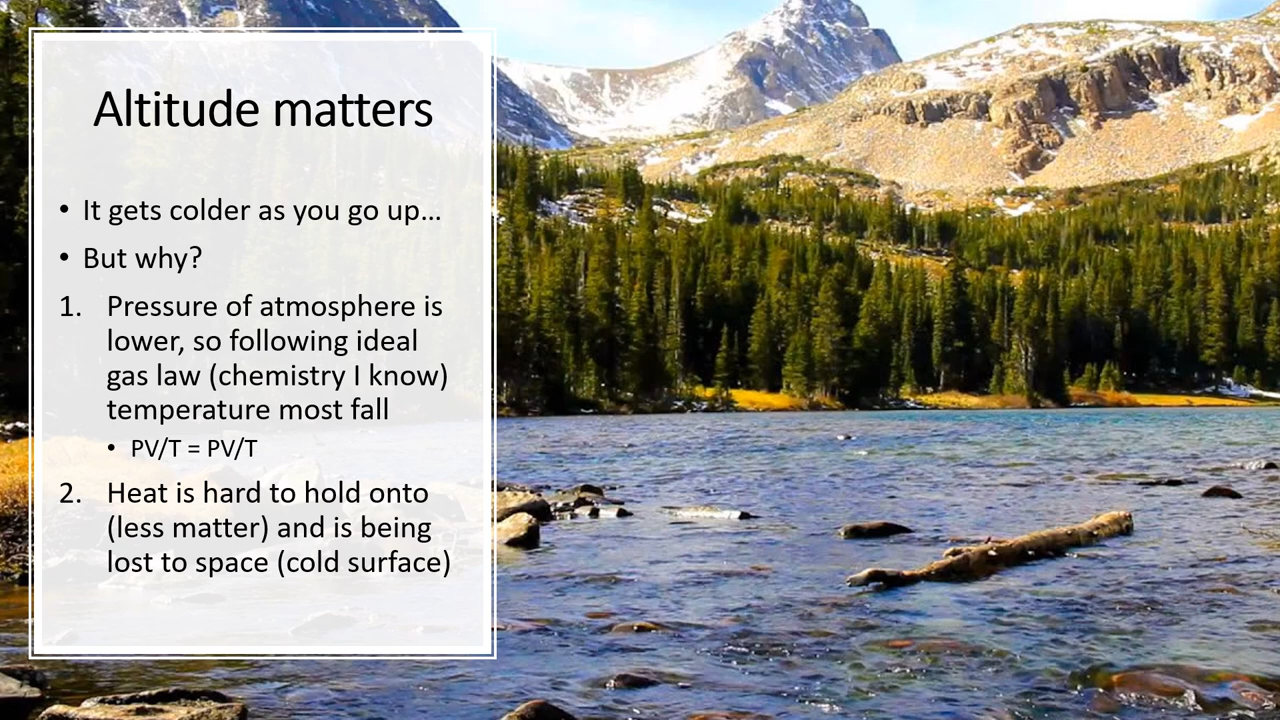 Altitude matters
• It gets colder as you go up…
• But why?
1. Pressure of atmosphere is
lower, so following ideal
gas law (chemistry I know)
temperature most fall
• PV/T = PV/T
2. Heat is hard to hold onto
(less matter) and is being
lost to space (cold surface)